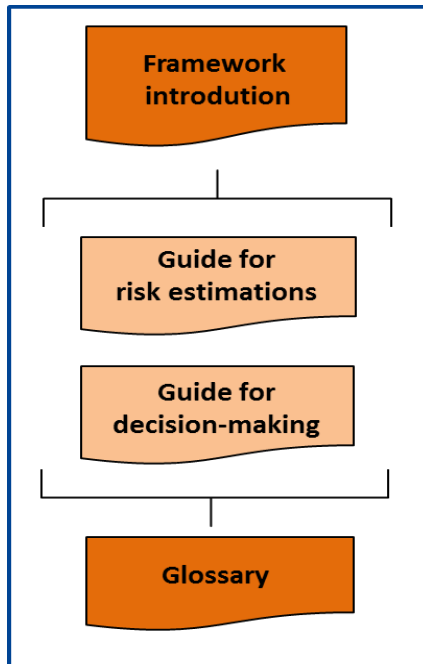 Framework
introdution
Guide for
risk estimations
Guide for
decision-making
Glossary